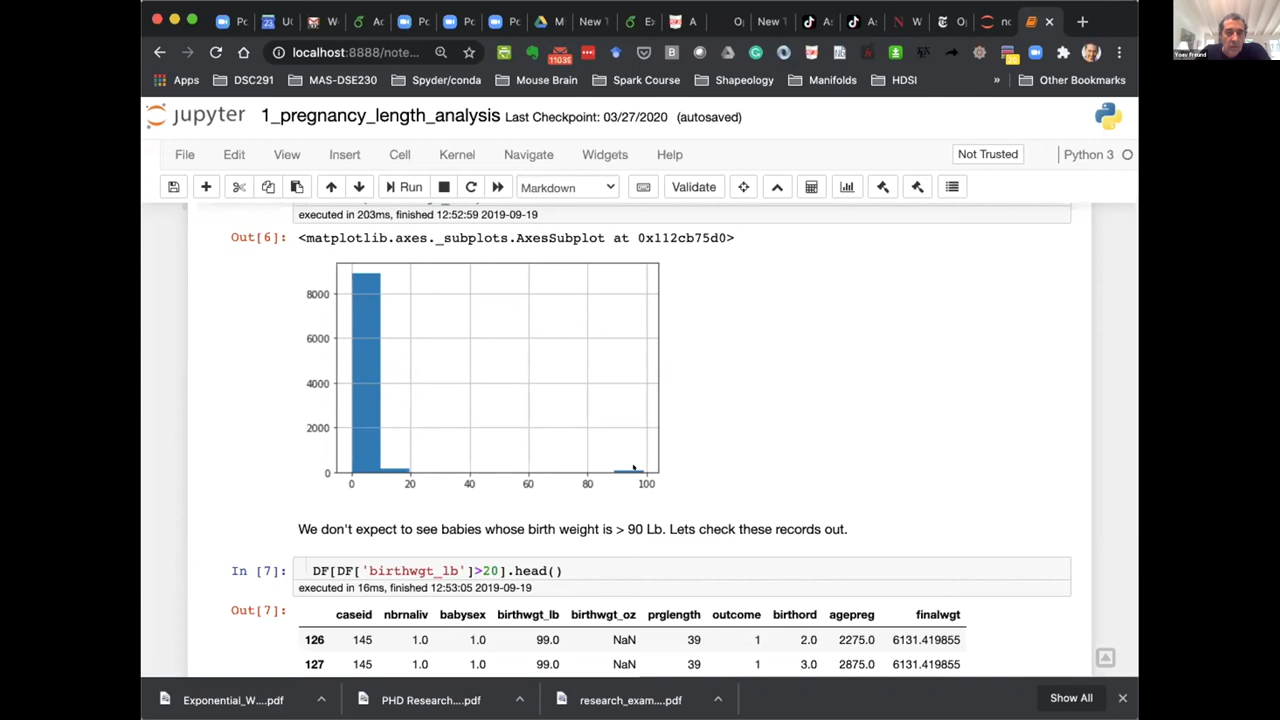 localhost:8888/note...
11035
20
Apps DSC291 MAS-DSE230 Spyder/conda Mouse Brain Spark Course Shapeology Manifolds HDSI » Other Bookmarks
Yoav Freund
jupyter 1_pregnancy_length_analysis Last Checkpoint: 03/27/2020 (autosaved)
File Edit View Insert Cell Kernel Navigate Widgets Help Not Trusted Python 3
Run Markdown Validate
executed in 203ms, finished 12:52:59 2019-09-19
Out[6]: <matplotlib.axes._subplots.AxesSubplot at 0x112cb75d0>
8000
6000
4000
2000
0
0 20 40 60 80 100
We don't expect to see babies whose birth weight is > 90 Lb. Lets check these records out.
In [7]: DF[DF['birthwgt_lb']>20].head()
executed in 16ms, finished 12:53:05 2019-09-19
Out[7]:
caseid nbrnaliv babysex birthwgt_lb birthwgt_oz prglength outcome birthord agepreg finalwgt
126 145 1.0 1.0 99.0 NaN 39 1 2.0 2275.0 6131.419855
127 145 1.0 1.0 99.0 NaN 39 1 3.0 2875.0 6131.419855
Exponential_W....pdf PHD Research....pdf research_exam....pdf Show All